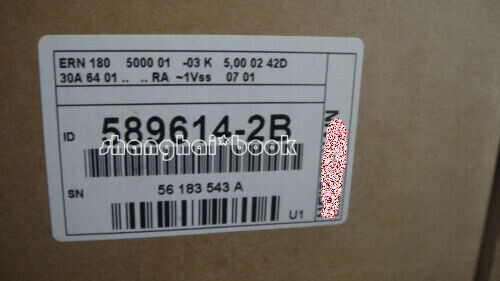 ERN 180 5000 01 -03 K 5,00 02 42D
30A 64 01 .. .. RA ~1Vss 07 01
ID 589614-2B
shanghai*book
SN 56 183 543 A
U1